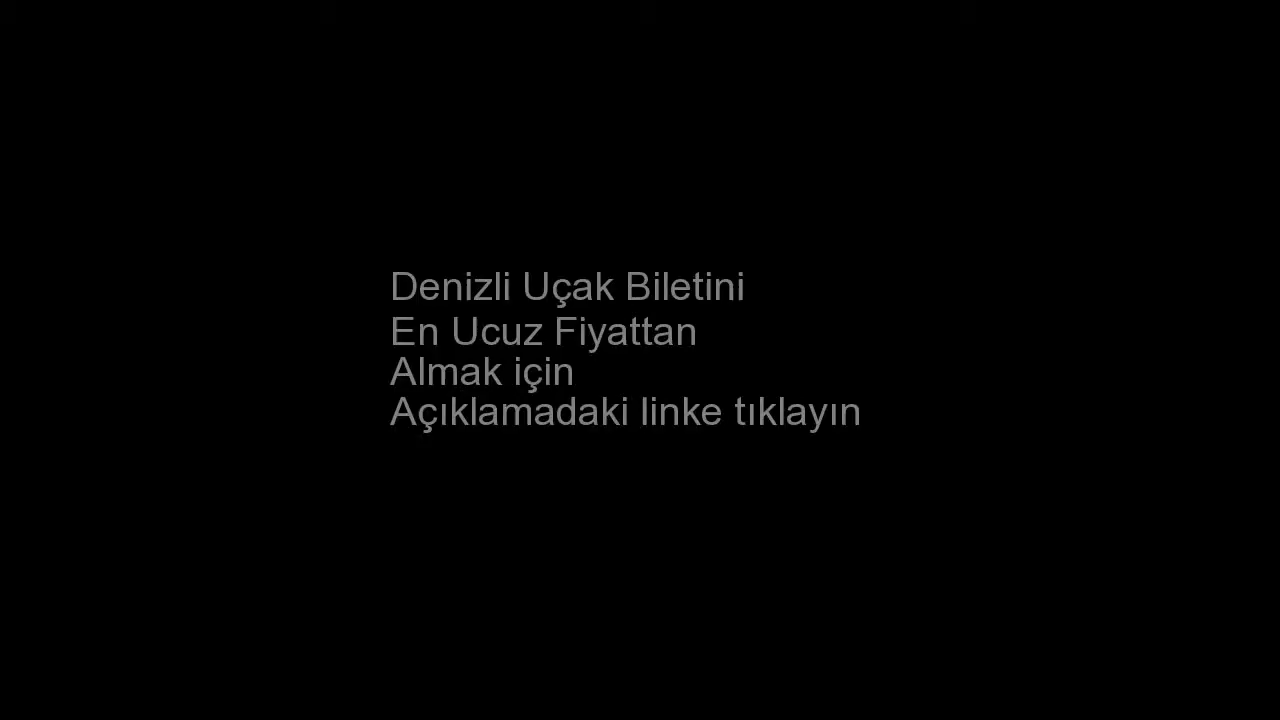 Denizli Uçak Biletini
En Ucuz Fiyattan
Almak için
Açıklamadaki linke tıklayın